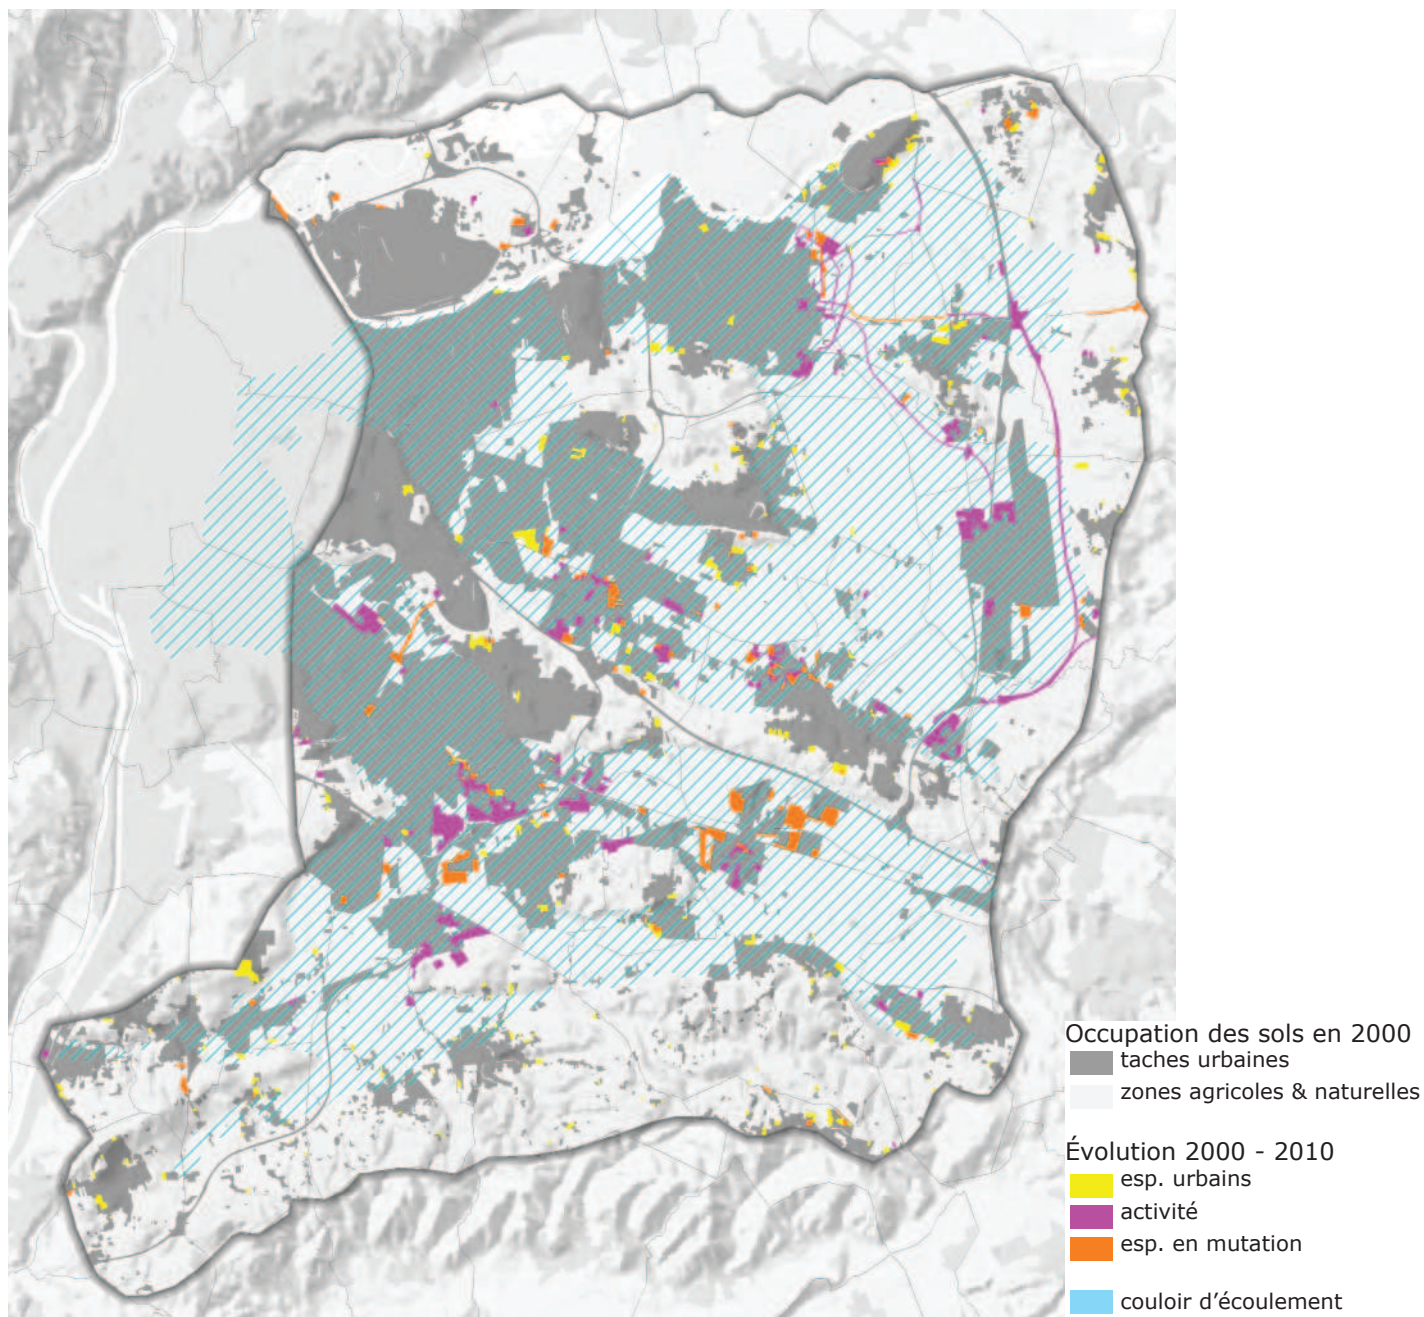 Occupation des sols en 2000
taches urbaines
zones agricoles & naturelles
Évolution 2000 - 2010
esp. urbains
activité
esp. en mutation
couloir d’écoulement